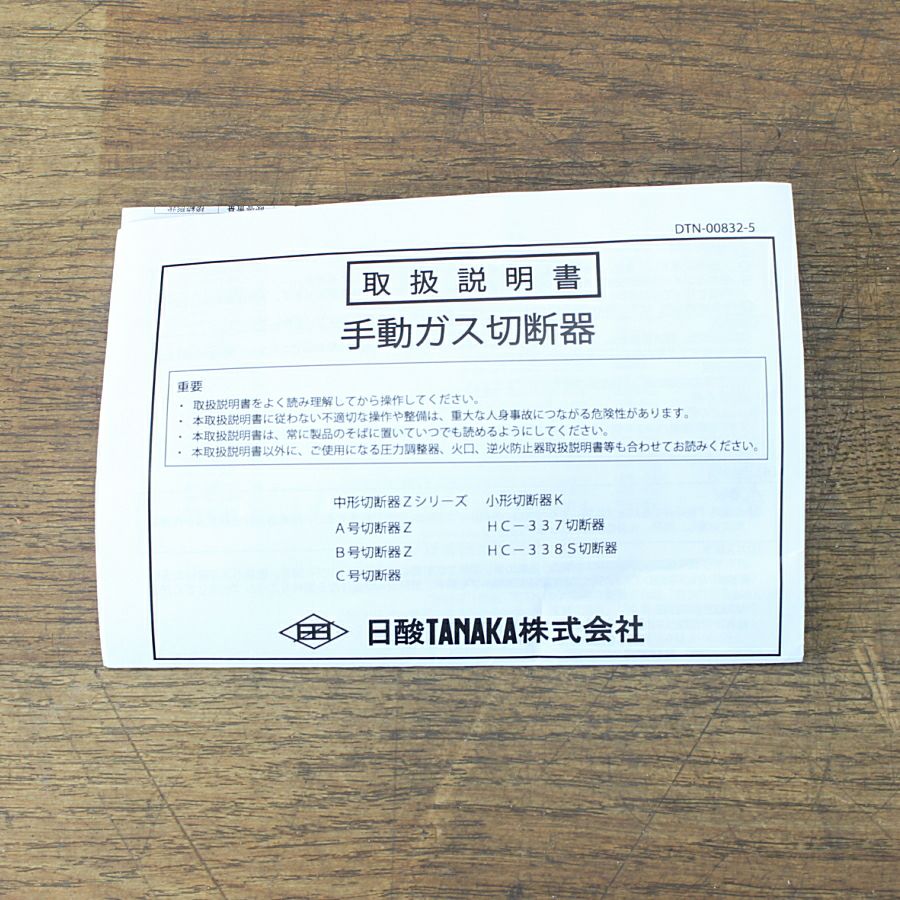 DTN-00832-5
取扱説明書
手動ガス切断器
重要
・ 取扱説明書をよく読み理解してから操作してください。
・ 本取扱説明書に従わない不適切な操作や整備は、重大な人身事故につながる危険性があります。
・ 本取扱説明書は、常に製品のそばに置いていつでも読めるようにしてください。
・ 本取扱説明書以外に、ご使用になる圧力調整器、火口、逆火防止器取扱説明書等も合わせてお読みください。
中形切断器Zシリーズ 小形切断器K
A号切断器Z HC－337切断器
B号切断器Z HC－338S切断器
C号切断器
日酸TANAKA株式会社